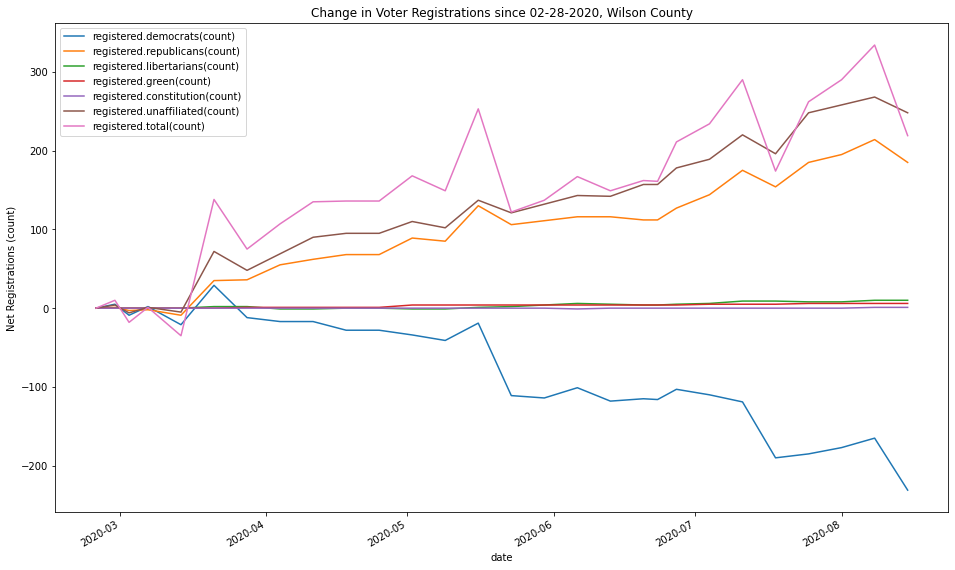 Change in Voter Registrations since 02-28-2020, Wilson County
registered.democrats(count)
registered.republicans(count)
registered.libertarians(count)
registered.green(count)
registered.constitution(count)
registered.unaffiliated(count)
registered.total(count)
Net Registrations (count)
300
200
100
0
−100
−200
2020-03
2020-04
2020-05
2020-06
2020-07
2020-08
date